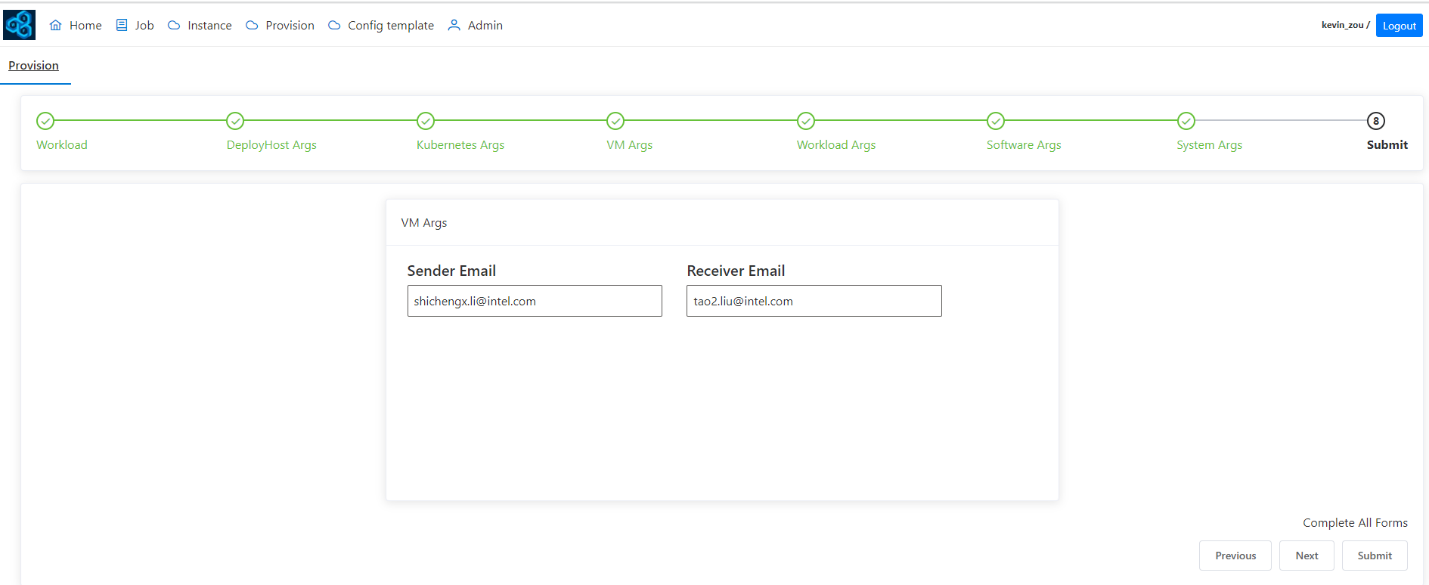 Home Job Instance Provision Config template Admin kevin_zou / Logout
Provision
8
Workload DeployHost Args Kubernetes Args VM Args Workload Args Software Args System Args Submit
VM Args
Sender Email Receiver Email
shichengx.li@intel.com tao2.liu@intel.com
Complete All Forms
Previous Next Submit